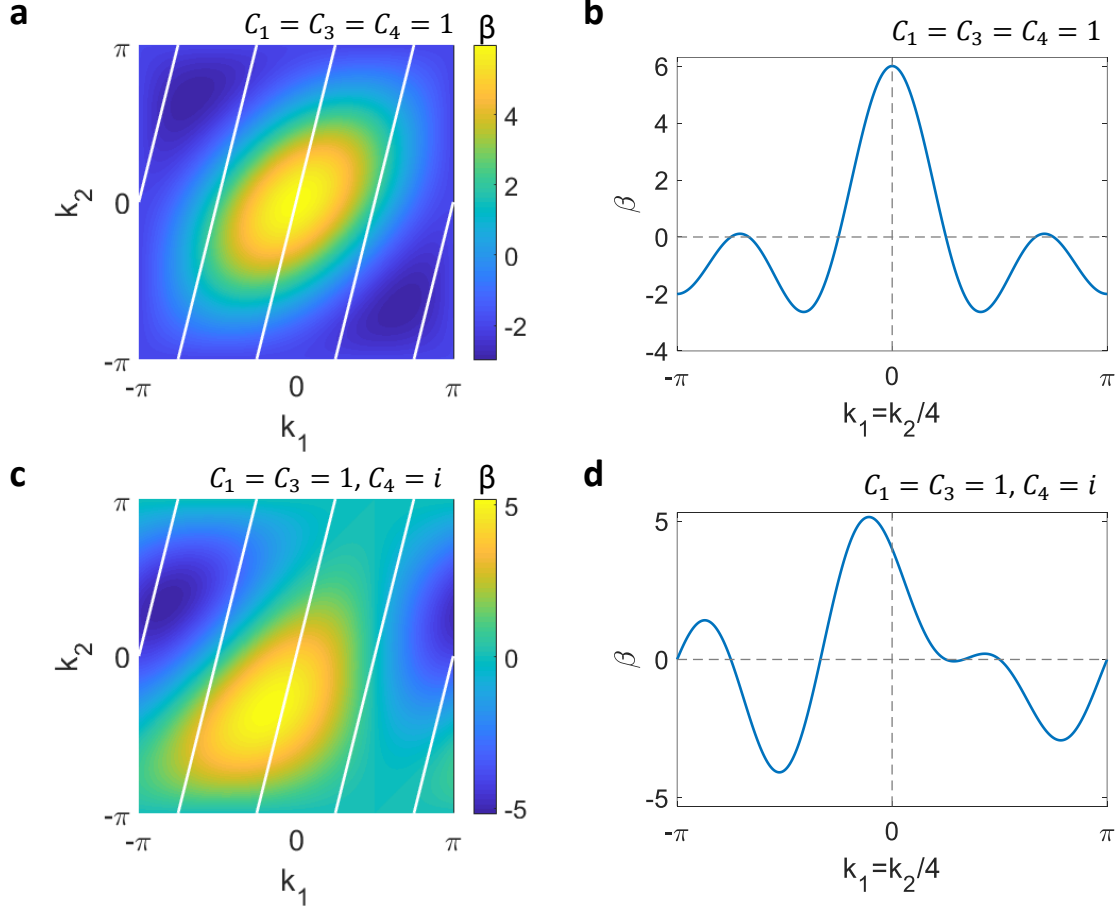 a
C₁ = C₃ = C₄ = 1
β
π
0
-π
k₂
-π
0
π
k₁
4
2
0
-2
b
C₁ = C₃ = C₄ = 1
6
4
2
0
-2
-4
β
-π
0
π
k₁=k₂/4
c
C₁ = C₃ = 1, C₄ = i
β
π
0
-π
k₂
-π
0
π
k₁
5
0
-5
d
C₁ = C₃ = 1, C₄ = i
5
0
-5
β
-π
0
π
k₁=k₂/4